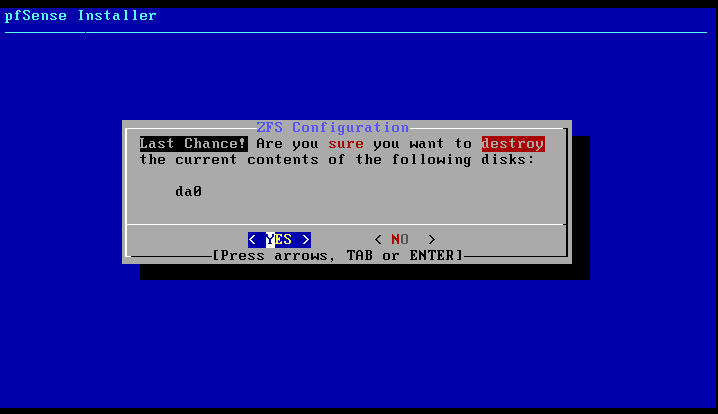 pfSense Installer
ZFS Configuration
Last Chance! Are you sure you want to destroy
the current contents of the following disks:
da0
< YES > < NO >
[Press arrows, TAB or ENTER]